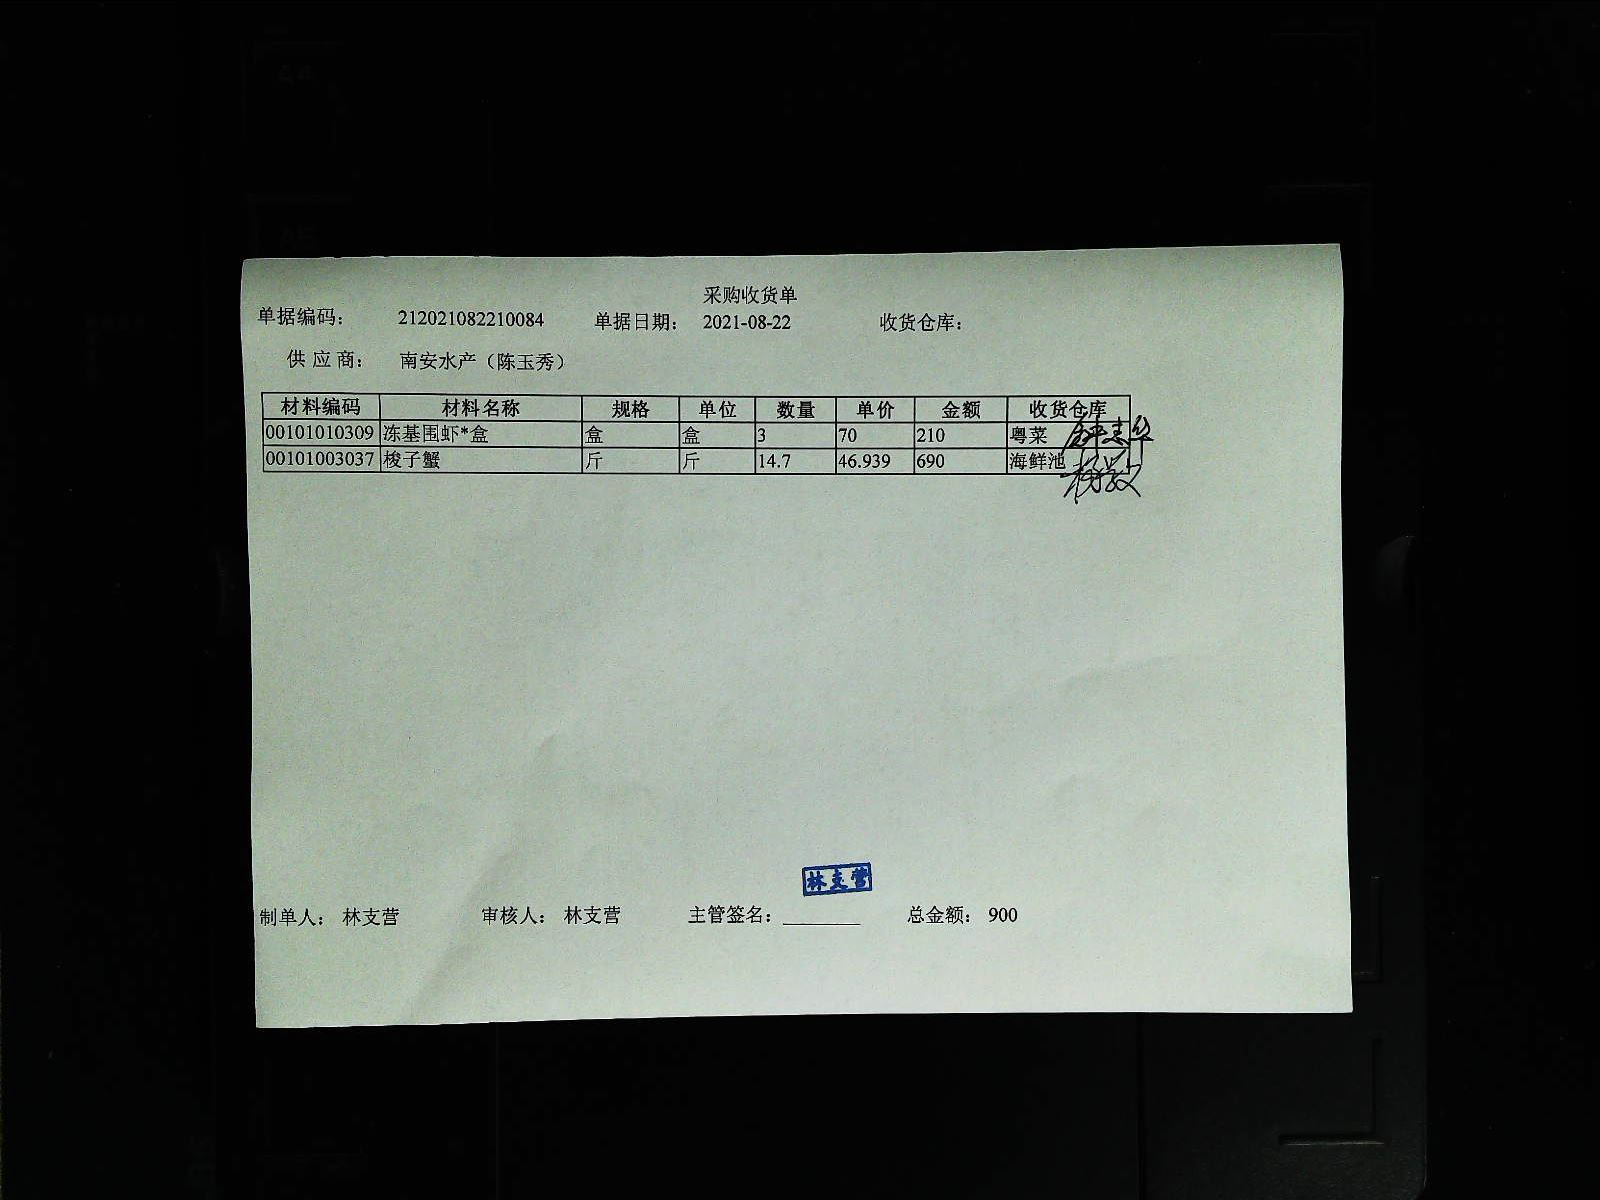 采购收货单
单据编码： 212021082210084 单据日期： 2021-08-22 收货仓库：
供 应 商： 南安水产（陈玉秀）
材料编码 材料名称 规格 单位 数量 单价 金额 收货仓库
00101010309 冻基围虾*盒 盒 盒 3 70 210 粤菜
00101003037 梭子蟹 斤 斤 14.7 46.939 690 海鲜池
林支营
制单人： 林支营 审核人： 林支营 主管签名： 总金额： 900